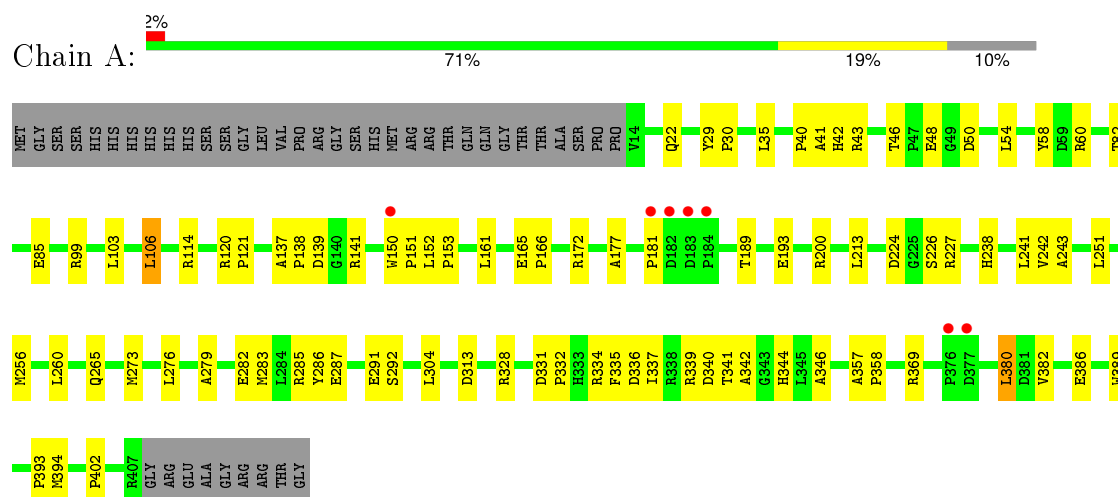 2%
Chain A:
71% 19% 10%
MET GLY SER SER HIS HIS HIS HIS HIS HIS HIS HIS SER SER GLY LEU VAL PRO ARG GLY SER HIS MET ARG ARG THR GLN GLN GLY THR THR ALA SER PRO PRO V14 Q22 Y29 P30 L35 P40 A41 H42 R43 T46 P47 E48 G49 D50 L54 Y58 D59 R60
E85 R99 L103 L106 R114 R120 P121 A137 P138 D139 G140 R141 W150 P151 L152 P153 L161 E165 P166 R172 A177 P181 D182 D183 P184 T189 E193 R200 L213 D224 G225 S226 R227 H238 L241 V242 A243 L251
M256 L260 Q265 M273 L276 A279 E282 M283 L284 R285 Y286 E287 E291 S292 L304 D313 R328 D331 P332 H333 R334 F335 D336 I337 R338 R339 D340 T341 A342 G343 H344 L345 A346 A357 P358 R369 P376 D377 L380 D381 V382 E386
P393 M394 P402 R407 GLY ARG GLU ALA GLY ARG ARG THR GLY